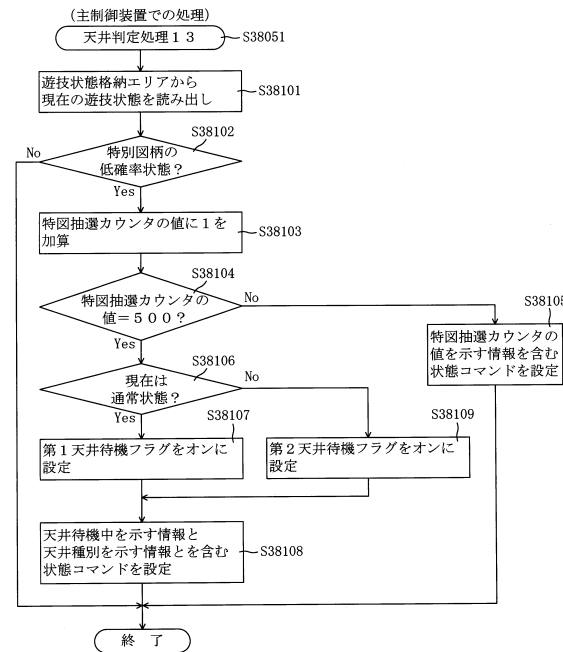 (主制御装置での処理)
天井判定処理13
S38051
遊技状態格納エリアから
現在の遊技状態を読み出し
S38101
S38102
No
特別図柄の
低確率状態?
Yes
特図抽選カウンタの値に1を
加算
S38103
S38104
特図抽選カウンタの
値=500?
No
Yes
S38105
特図抽選カウンタの
値を示す情報を含む
状態コマンドを設定
S38106
現在は
通常状態?
No
Yes
S38107
第1天井待機フラグをオンに
設定
S38109
第2天井待機フラグをオンに
設定
天井待機中を示す情報と
天井種別を示す情報とを含む
状態コマンドを設定
S38108
終 了